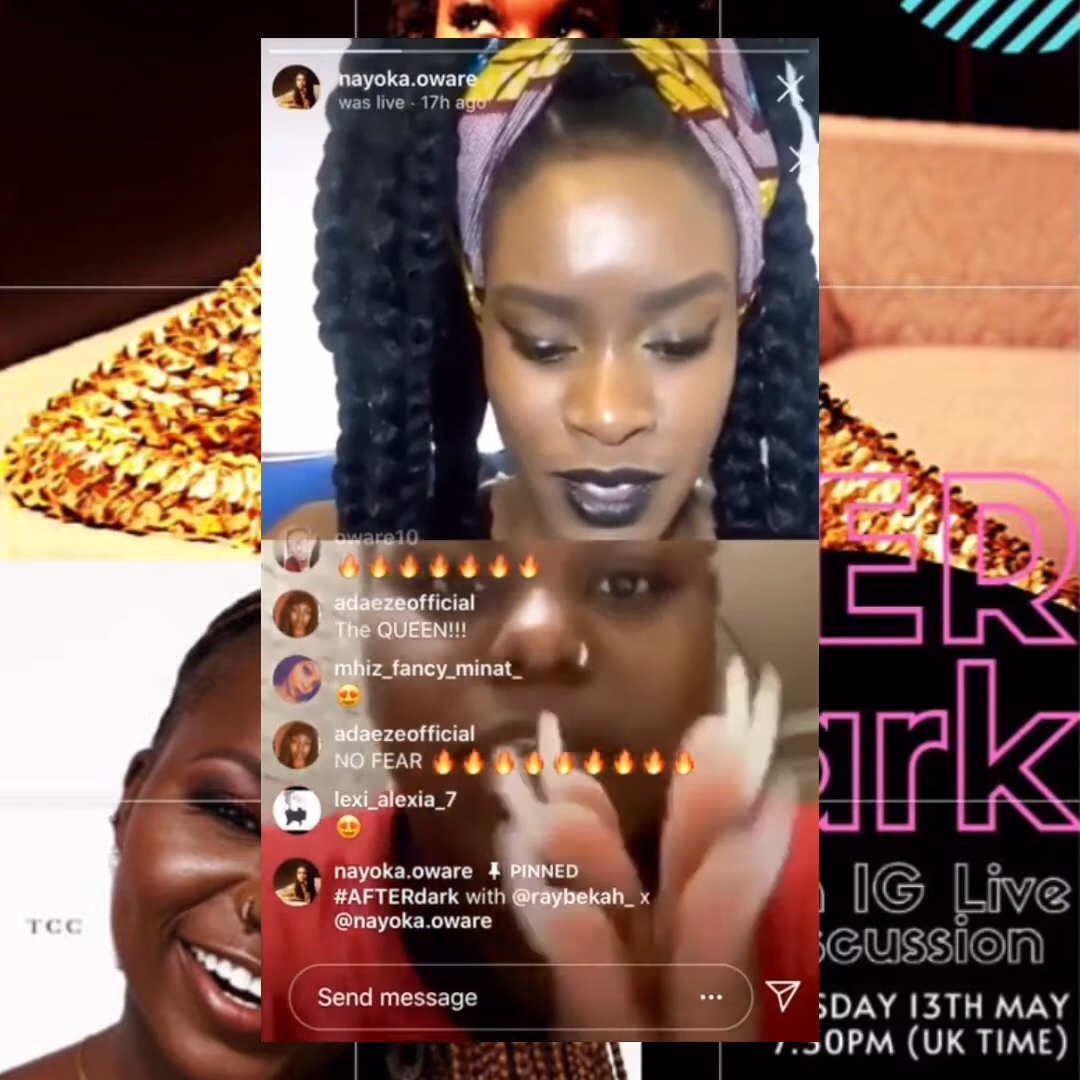 nayoka.oware
was live · 17h ago
oware10
🔥🔥🔥🔥🔥🔥🔥
adaezeofficial
The QUEEN!!!
mhiz_fancy_minat_
😍
adaezeofficial
NO FEAR 🔥🔥🔥🔥🔥🔥🔥🔥🔥
lexi_alexia_7
😍
nayoka.oware PINNED
#AFTERdark with @raybekah_ x
@nayoka.oware
Send message
TCC
ER
ark
IG Live
scussion
SDAY 13TH MAY
7.30PM (UK TIME)